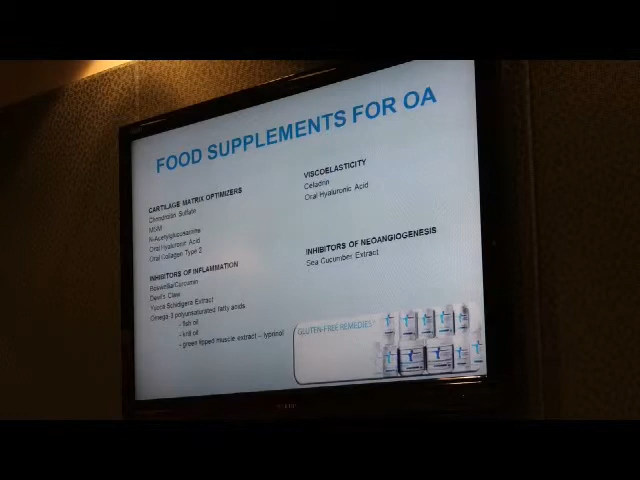 FOOD SUPPLEMENTS FOR OA
CARTILAGE MATRIX OPTIMIZERS
Chondroitin Sulfate
MSM
N-Acetylglucosamine
Oral Hyaluronic Acid
Oral Collagen Type 2
INHIBITORS OF INFLAMMATION
Boswellia/Curcumin
Devil's Claw
Yucca Schidigera Extract
Omega 3 polyunsaturated fatty acids
- fish oil
- krill oil
- green lipped muscle extract – lyprinol
VISCOELASTICITY
Celadrin
Oral Hyaluronic Acid
INHIBITORS OF NEOANGIOGENESIS
Sea Cucumber Extract
GLUTEN-FREE REMEDIES